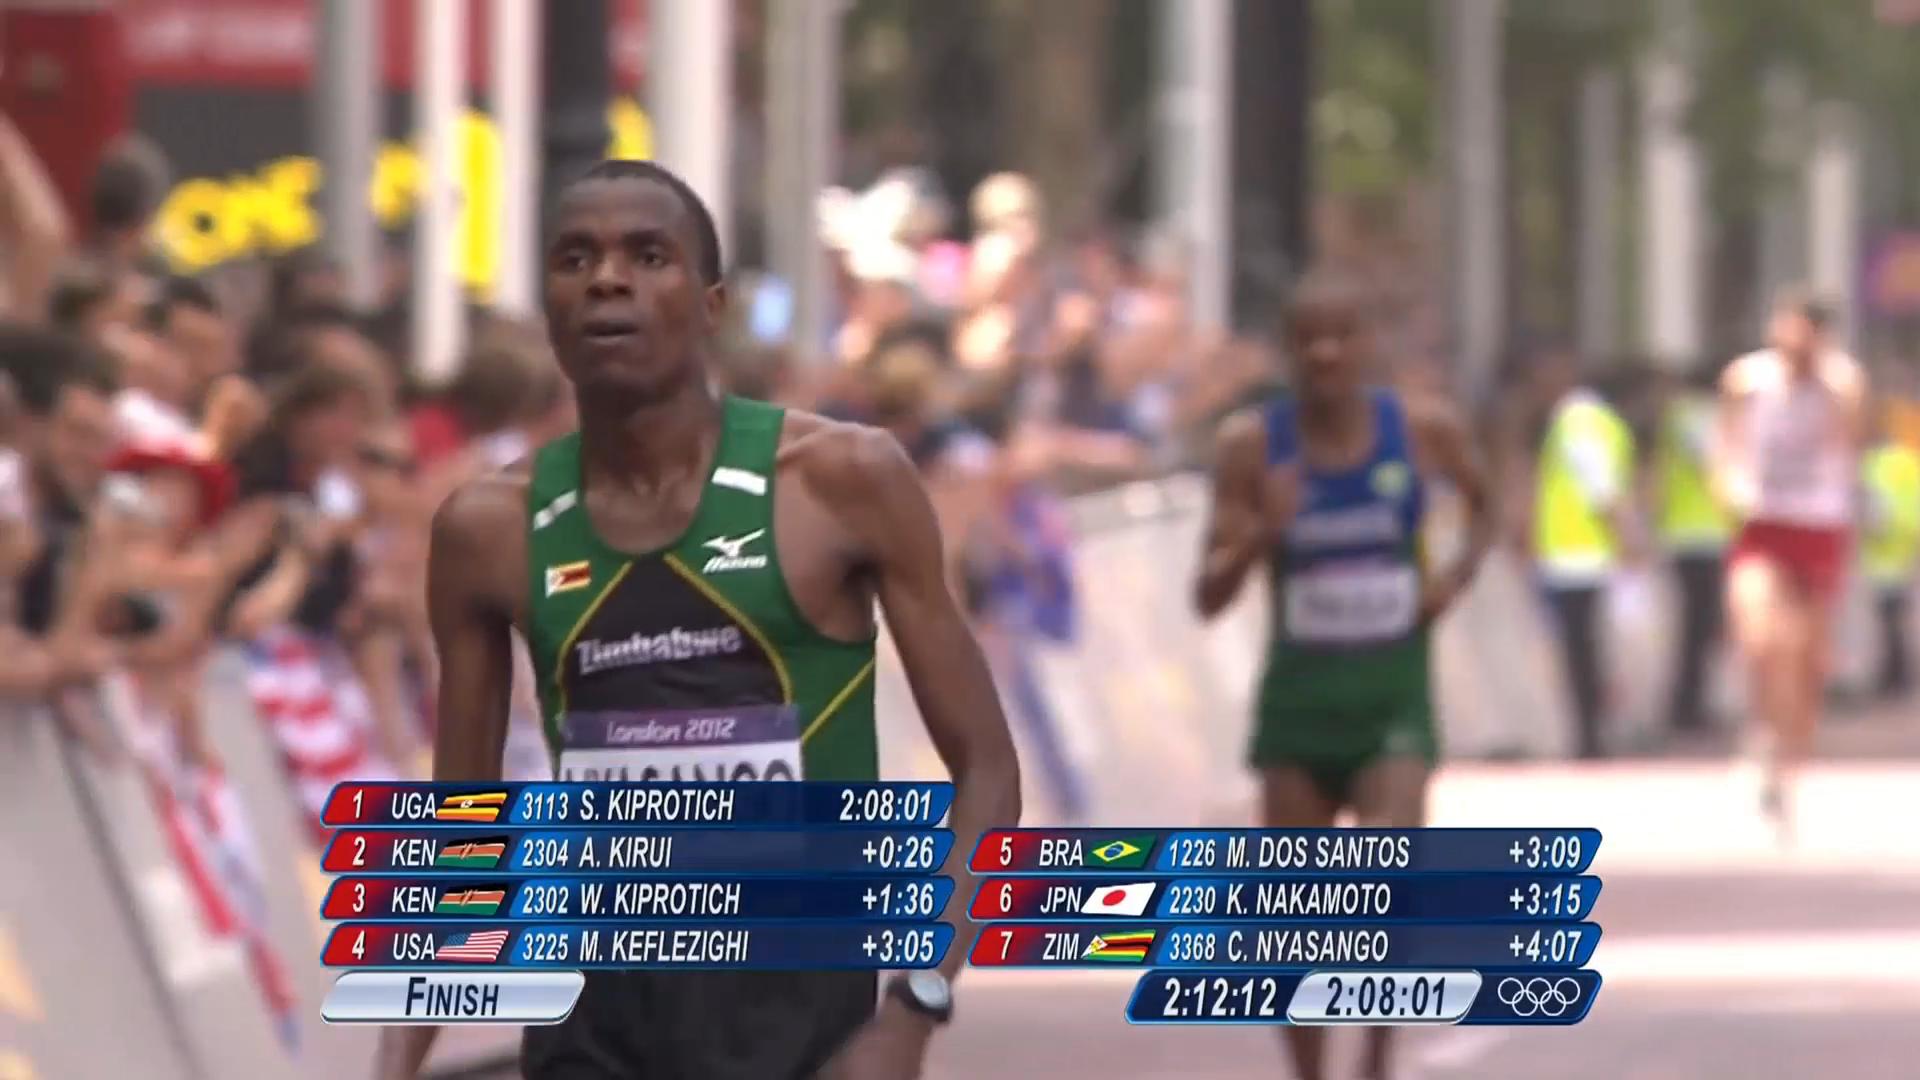 ONE
Mizuno
Zimbabwe
London 2012
1 UGA 3113 S. KIPROTICH 2:08:01
2 KEN 2304 A. KIRUI +0:26
3 KEN 2302 W. KIPROTICH +1:36
4 USA 3225 M. KEFLEZIGHI +3:05
5 BRA 1226 M. DOS SANTOS +3:09
6 JPN 2230 K. NAKAMOTO +3:15
7 ZIM 3368 C. NYASANGO +4:07
FINISH
2:12:12 2:08:01